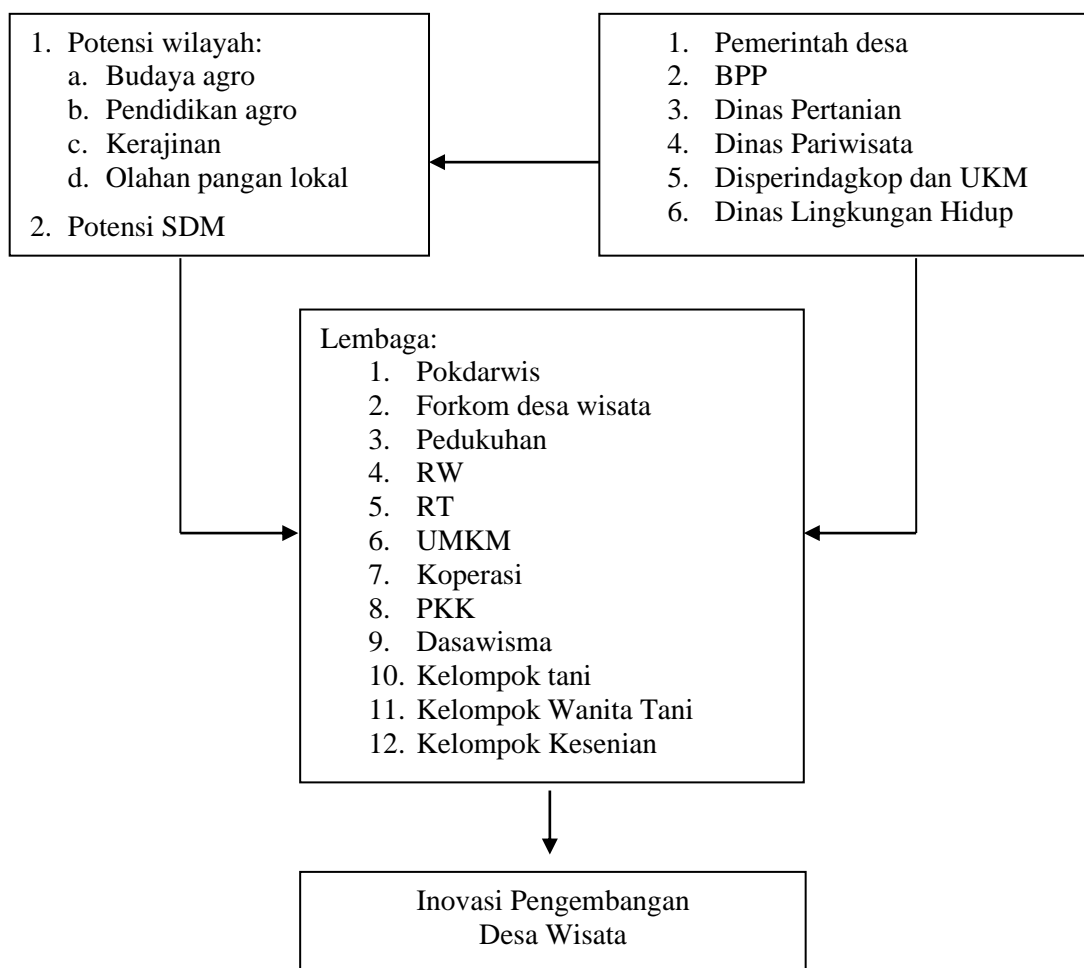 1. Potensi wilayah:
a. Budaya agro
b. Pendidikan agro
c. Kerajinan
d. Olahan pangan lokal
2. Potensi SDM
1. Pemerintah desa
2. BPP
3. Dinas Pertanian
4. Dinas Pariwisata
5. Disperindagkop dan UKM
6. Dinas Lingkungan Hidup
Lembaga:
1. Pokdarwis
2. Forkom desa wisata
3. Pedukuhan
4. RW
5. RT
6. UMKM
7. Koperasi
8. PKK
9. Dasawisma
10. Kelompok tani
11. Kelompok Wanita Tani
12. Kelompok Kesenian
Inovasi Pengembangan
Desa Wisata